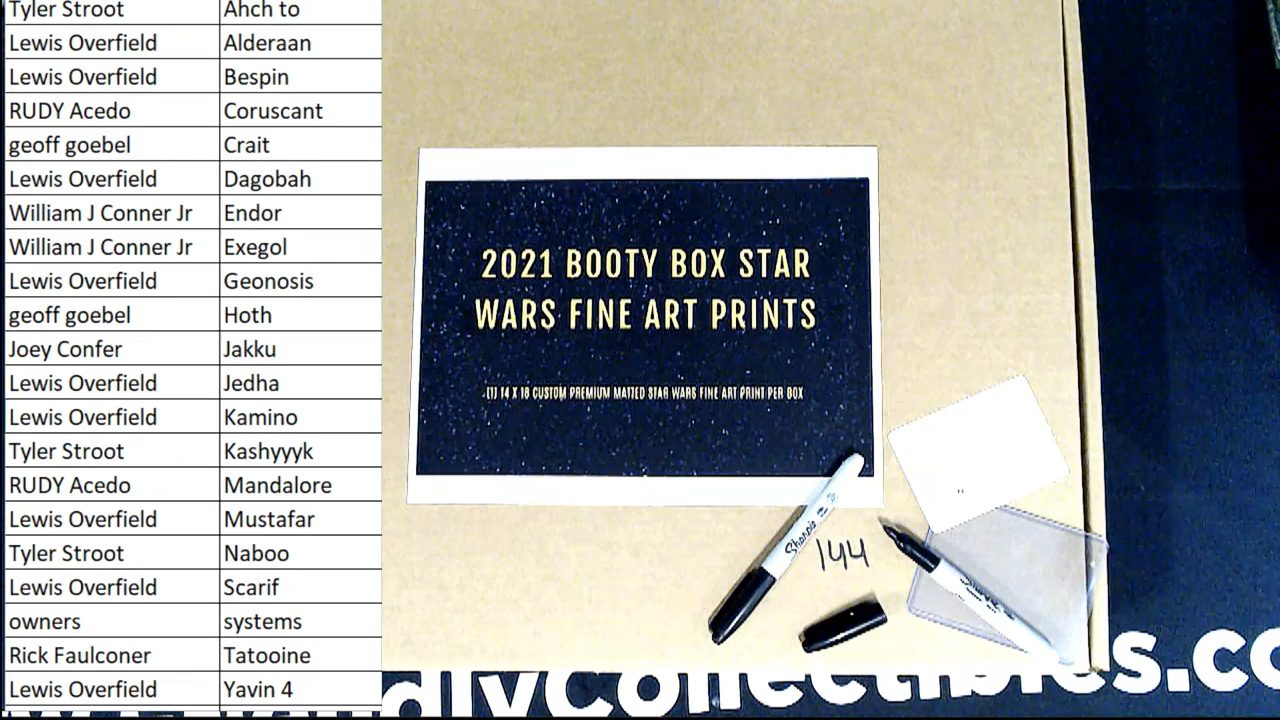 Tyler Stroot Ahch to
Lewis Overfield Alderaan
Lewis Overfield Bespin
RUDY Acedo Coruscant
geoff goebel Crait
Lewis Overfield Dagobah
William J Conner Jr Endor
William J Conner Jr Exegol
Lewis Overfield Geonosis
geoff goebel Hoth
Joey Confer Jakku
Lewis Overfield Jedha
Lewis Overfield Kamino
Tyler Stroot Kashyyyk
RUDY Acedo Mandalore
Lewis Overfield Mustafar
Tyler Stroot Naboo
Lewis Overfield Scarif
owners systems
Rick Faulconer Tatooine
Lewis Overfield Yavin 4
2021 BOOTY BOX STAR
WARS FINE ART PRINTS
(1) 14 X 18 CUSTOM PREMIUM MATTED STAR WARS FINE ART PRINT PER BOX
Sharpie
144